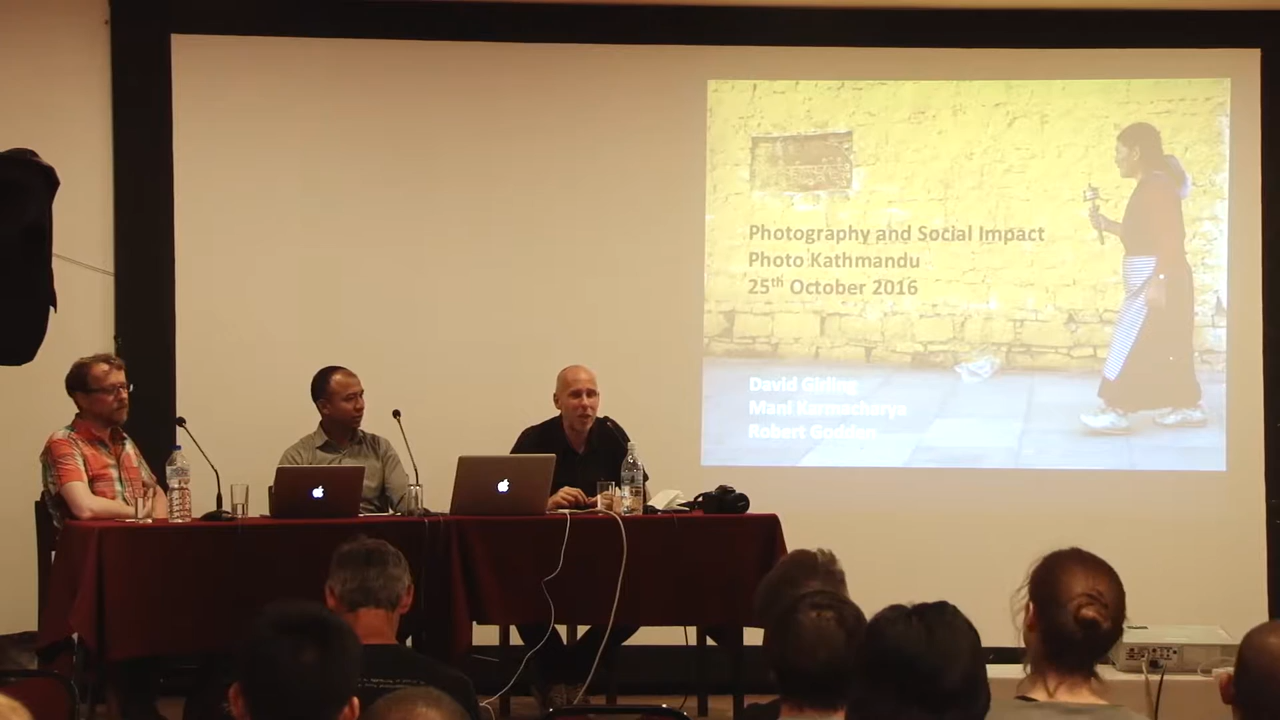 Photography and Social Impact
Photo Kathmandu
25th October 2016
David Girling
Mani Karmacharya
Robert Godden